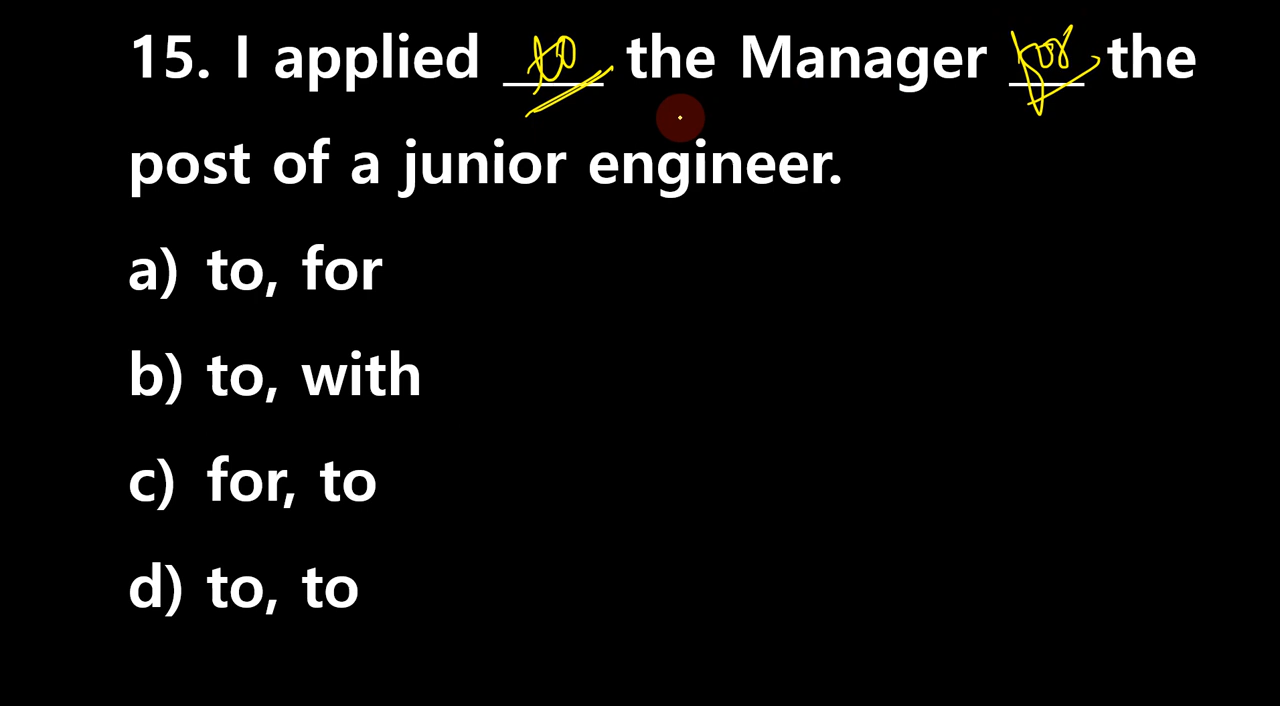 15. I applied to the Manager for the
post of a junior engineer.
a) to, for
b) to, with
c) for, to
d) to, to